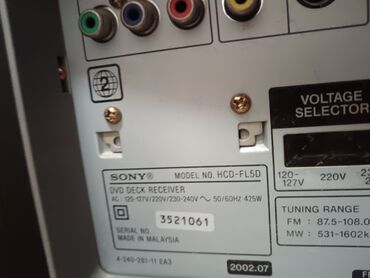 2
VOLTAGE
SELECTOR
120-
127V
220V
SONY®
MODEL NO. HCD-FL5D
DVD DECK RECEIVER
AC : 120-127V/220V/230-240V ~ 50/60Hz 425W
3521061
SERIAL NO.
MADE IN MALAYSIA
TUNING RANGE
FM : 87.5-108.0
MW : 531-1602k
4-240-281-11 EA3
2002.07